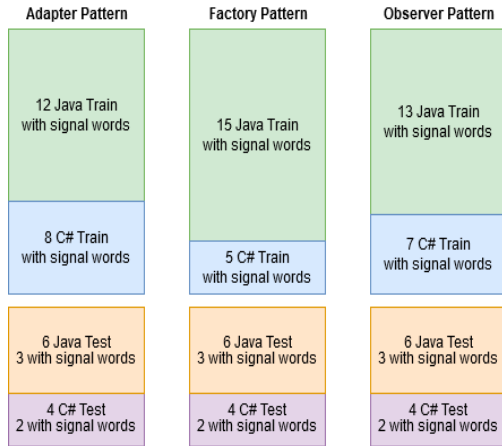 Adapter Pattern
Factory Pattern
Observer Pattern
12 Java Train
with signal words
15 Java Train
with signal words
13 Java Train
with signal words
8 C# Train
with signal words
5 C# Train
with signal words
7 C# Train
with signal words
6 Java Test
3 with signal words
6 Java Test
3 with signal words
6 Java Test
3 with signal words
4 C# Test
2 with signal words
4 C# Test
2 with signal words
4 C# Test
2 with signal words